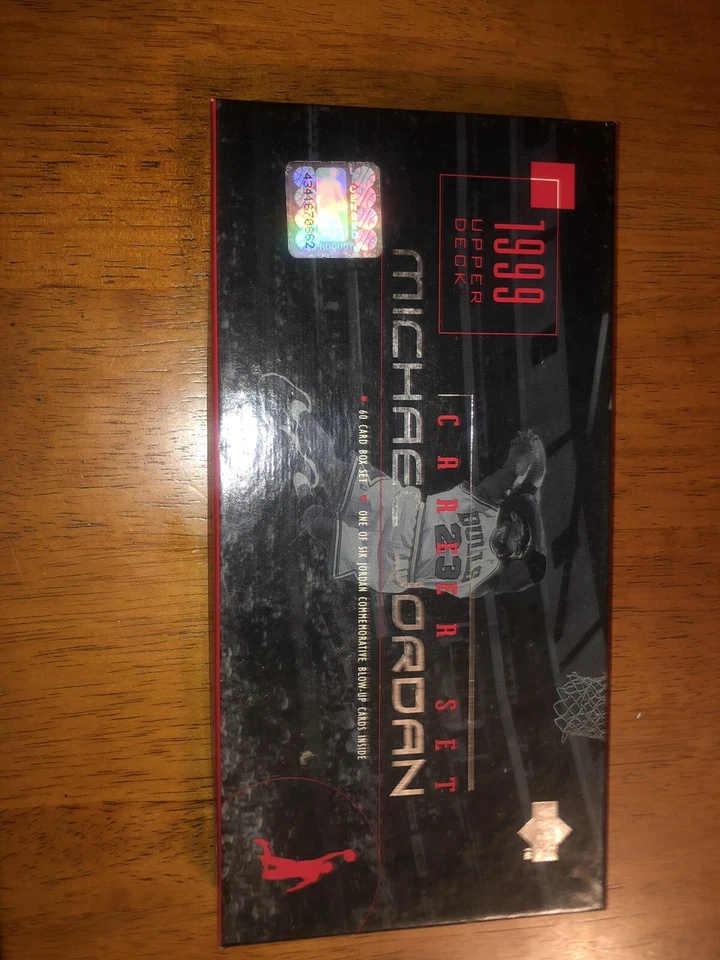 1999
UPPER
DECK
CAREER SET
MICHAEL JORDAN
▪ 60 CARD BOX SET ▪ ONE OF SIX JORDAN COMMEMORATIVE BLOW-UP CARDS INSIDE
BULLS
23
PRODUCT